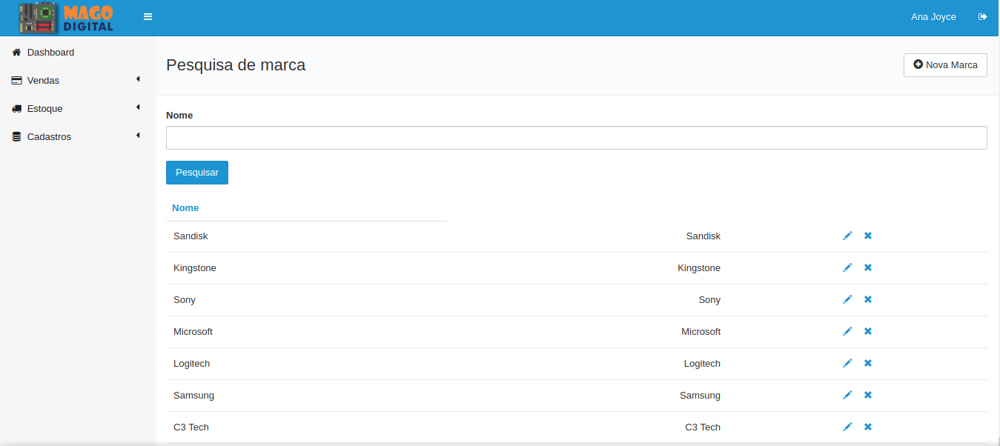 MAGO
DIGITAL
Ana Joyce
Dashboard
Vendas
Estoque
Cadastros
Pesquisa de marca
Nova Marca
Nome
Pesquisar
Nome
Sandisk Sandisk
Kingstone Kingstone
Sony Sony
Microsoft Microsoft
Logitech Logitech
Samsung Samsung
C3 Tech C3 Tech